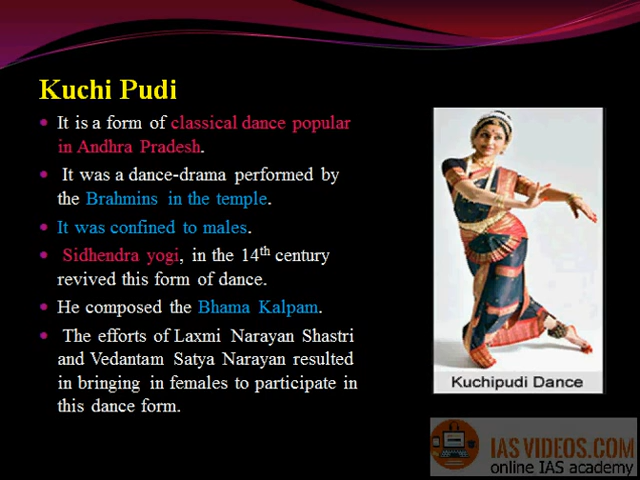 Kuchi Pudi
It is a form of classical dance popular
in Andhra Pradesh.
It was a dance-drama performed by
the Brahmins in the temple.
It was confined to males.
Sidhendra yogi, in the 14th century
revived this form of dance.
He composed the Bhama Kalpam.
The efforts of Laxmi Narayan Shastri
and Vedantam Satya Narayan resulted
in bringing in females to participate in
this dance form.
Kuchipudi Dance
IASVIDEOS.COM
online IAS academy